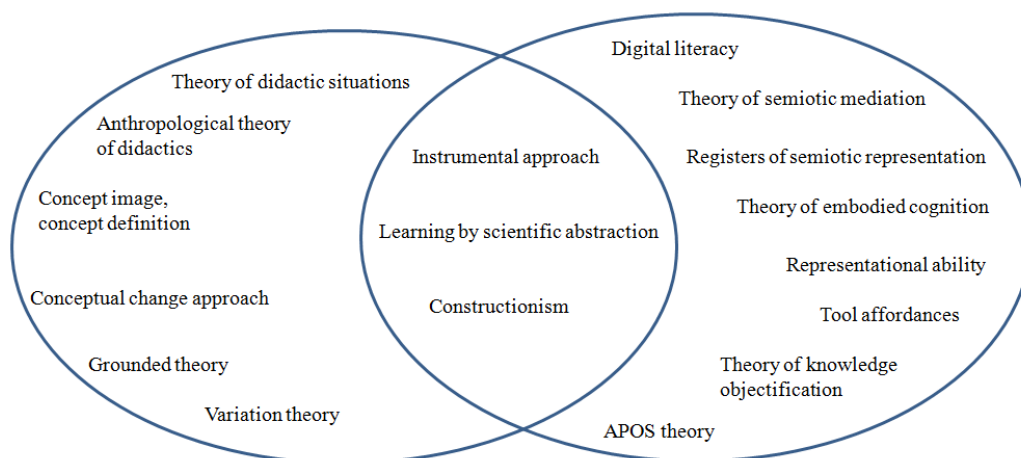 Theory of didactic situations
Anthropological theory
of didactics
Concept image,
concept definition
Conceptual change approach
Grounded theory
Variation theory
Instrumental approach
Learning by scientific abstraction
Constructionism
Digital literacy
Theory of semiotic mediation
Registers of semiotic representation
Theory of embodied cognition
Representational ability
Tool affordances
Theory of knowledge
objectification
APOS theory